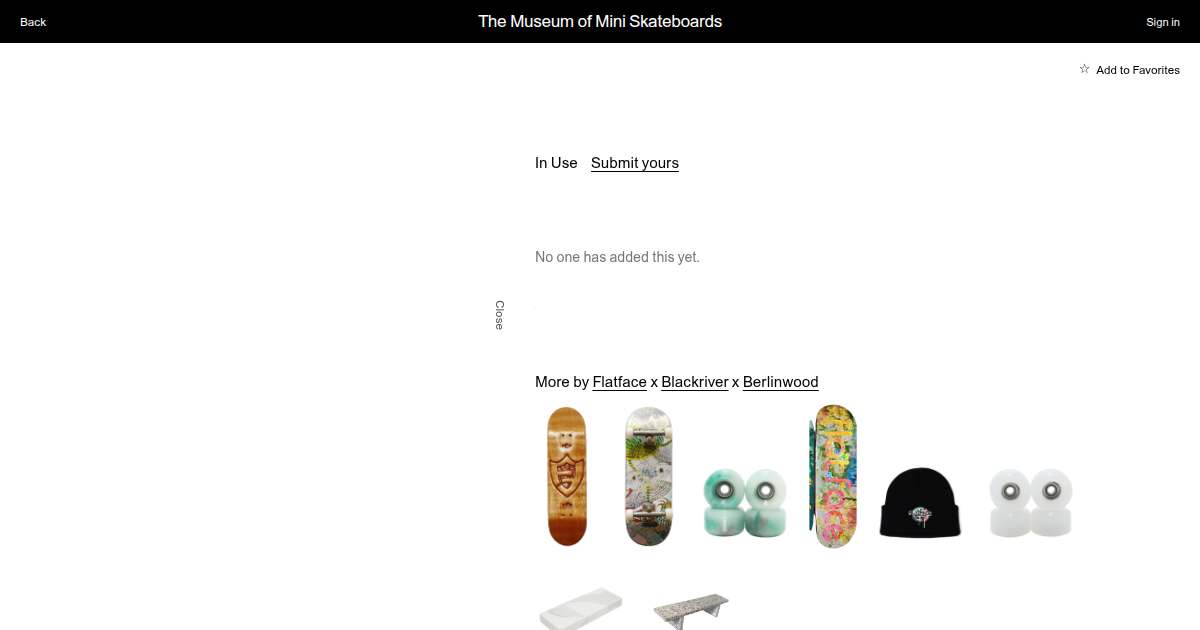 Back
The Museum of Mini Skateboards
Sign in
☆ Add to Favorites
In Use Submit yours
No one has added this yet.
Close
More by Flatface x Blackriver x Berlinwood